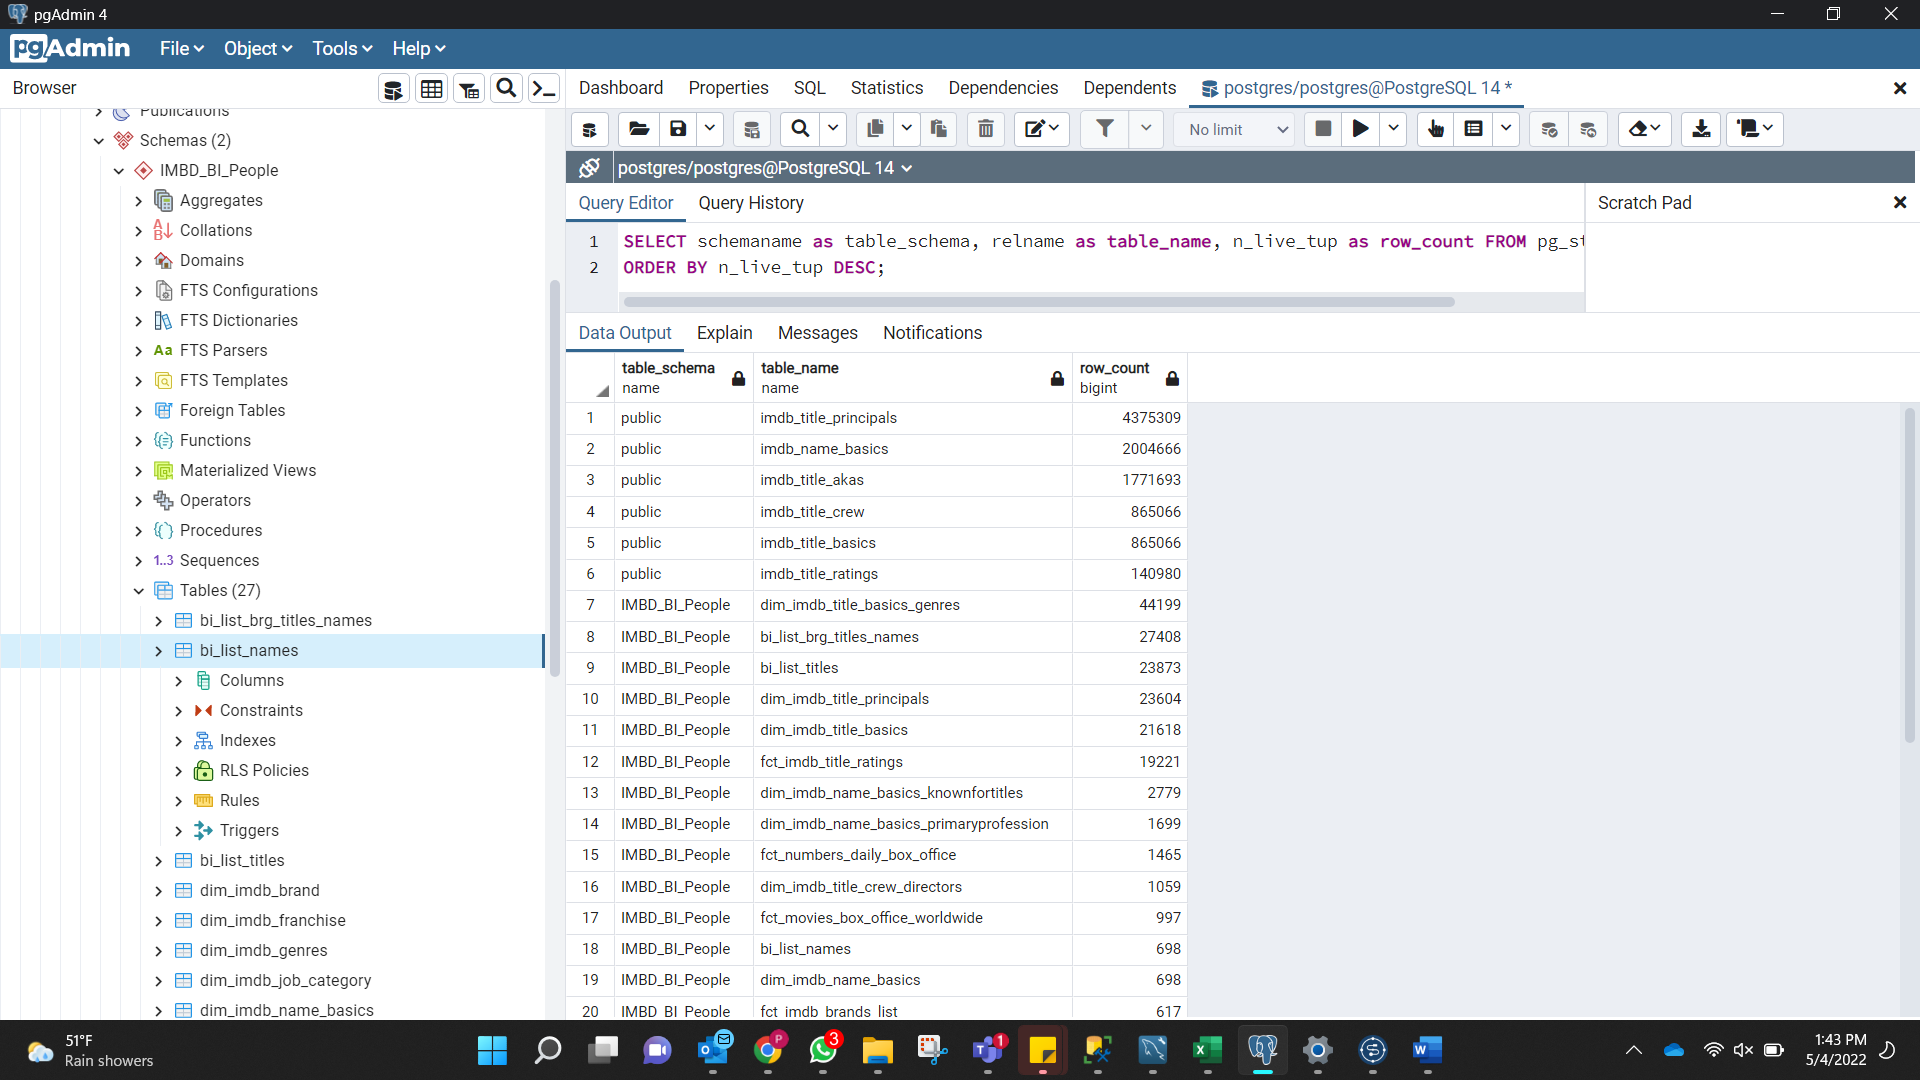 pgAdmin 4
pgAdmin File Object Tools Help
Browser
Dashboard Properties SQL Statistics Dependencies Dependents postgres/postgres@PostgreSQL 14 *
No limit
postgres/postgres@PostgreSQL 14
Publications
Schemas (2)
IMBD_BI_People
Aggregates
Collations
Domains
FTS Configurations
FTS Dictionaries
Aa FTS Parsers
FTS Templates
Foreign Tables
Functions
Materialized Views
Operators
Procedures
1..3 Sequences
Tables (27)
bi_list_brg_titles_names
bi_list_names
Columns
Constraints
Indexes
RLS Policies
Rules
Triggers
bi_list_titles
dim_imdb_brand
dim_imdb_franchise
dim_imdb_genres
dim_imdb_job_category
dim_imdb_name_basics
Query Editor Query History
Scratch Pad
1 SELECT schemaname as table_schema, relname as table_name, n_live_tup as row_count FROM pg_st
2 ORDER BY n_live_tup DESC;
Data Output Explain Messages Notifications
table_schema table_name row_count
name name bigint
1 public imdb_title_principals 4375309
2 public imdb_name_basics 2004666
3 public imdb_title_akas 1771693
4 public imdb_title_crew 865066
5 public imdb_title_basics 865066
6 public imdb_title_ratings 140980
7 IMBD_BI_People dim_imdb_title_basics_genres 44199
8 IMBD_BI_People bi_list_brg_titles_names 27408
9 IMBD_BI_People bi_list_titles 23873
10 IMBD_BI_People dim_imdb_title_principals 23604
11 IMBD_BI_People dim_imdb_title_basics 21618
12 IMBD_BI_People fct_imdb_title_ratings 19221
13 IMBD_BI_People dim_imdb_name_basics_knownfortitles 2779
14 IMBD_BI_People dim_imdb_name_basics_primaryprofession 1699
15 IMBD_BI_People fct_numbers_daily_box_office 1465
16 IMBD_BI_People dim_imdb_title_crew_directors 1059
17 IMBD_BI_People fct_movies_box_office_worldwide 997
18 IMBD_BI_People bi_list_names 698
19 IMBD_BI_People dim_imdb_name_basics 698
20 IMBD_BI_People fct_imdb_brands_list 617
51°F
Rain showers
P
3
1
1:43 PM
5/4/2022